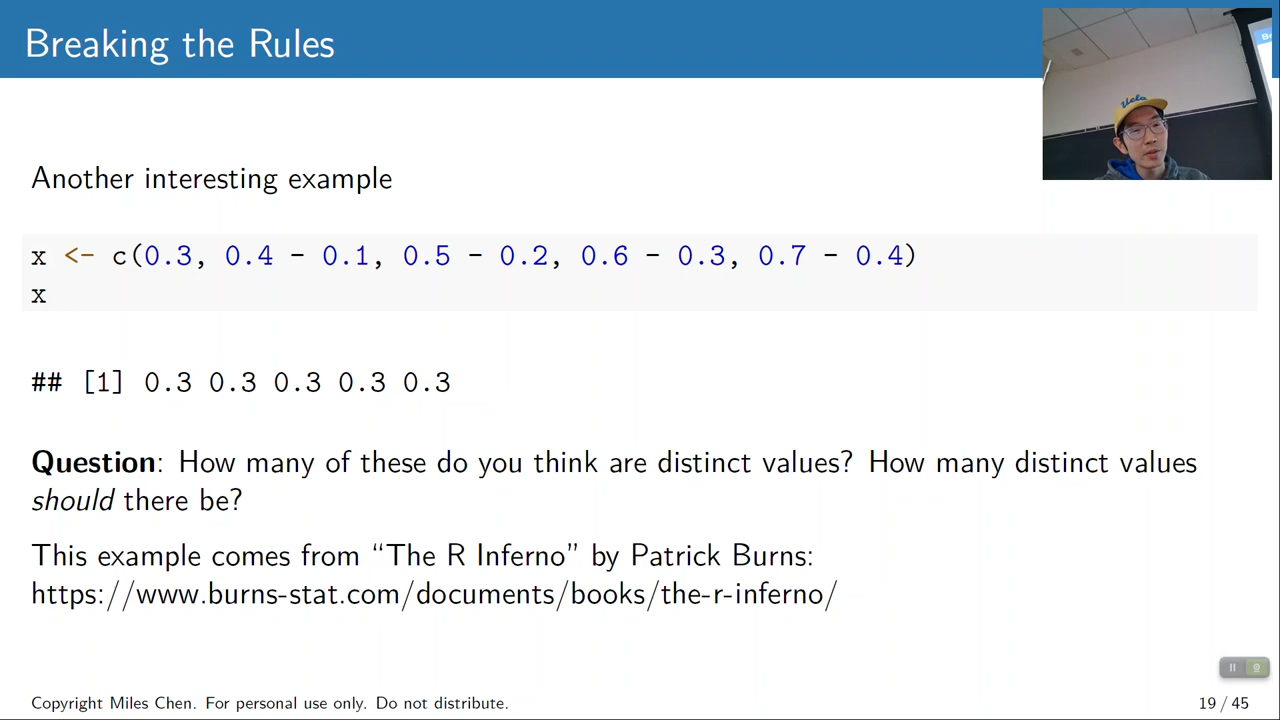 Breaking the Rules
Ucla
Be
Another interesting example
x <- c(0.3, 0.4 - 0.1, 0.5 - 0.2, 0.6 - 0.3, 0.7 - 0.4)
x
## [1] 0.3 0.3 0.3 0.3 0.3
Question: How many of these do you think are distinct values? How many distinct values
should there be?
This example comes from “The R Inferno” by Patrick Burns:
https://www.burns-stat.com/documents/books/the-r-inferno/
Copyright Miles Chen. For personal use only. Do not distribute.
19 / 45